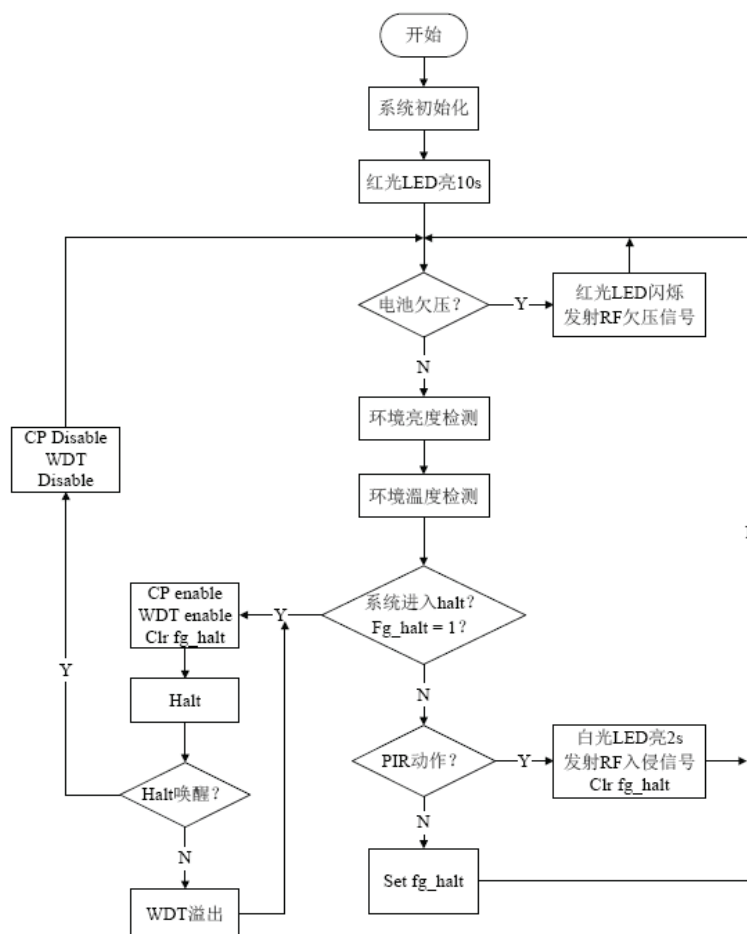 开始
系统初始化
红光LED亮10s
电池欠压？
Y
红光LED闪烁
发射RF欠压信号
N
环境亮度检测
CP Disable
WDT
Disable
环境溫度检测
CP enable
WDT enable
Clr fg_halt
Y
系统进入halt？
Fg_halt = 1？
Y
Halt
N
PIR动作？
Y
白光LED亮2s
发射RF入侵信号
Clr fg_halt
Halt唤醒？
N
N
Set fg_halt
WDT溢出